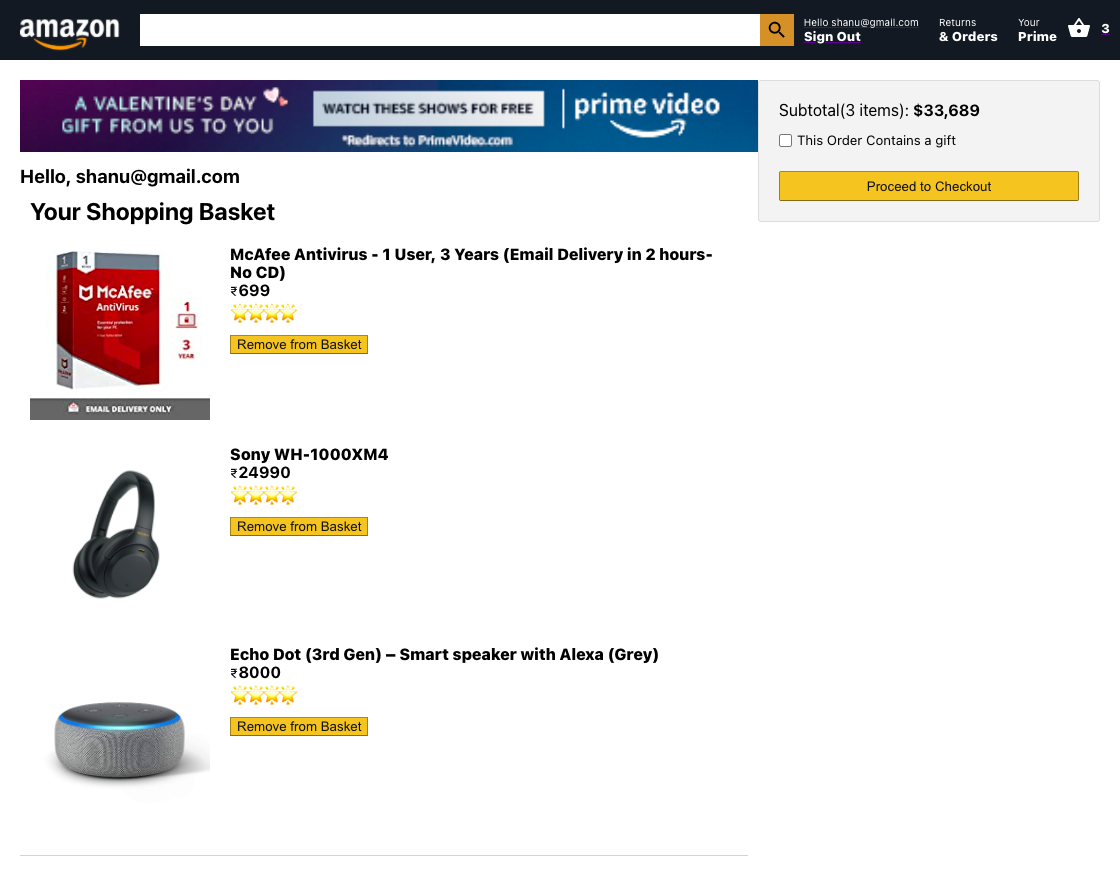 amazon
Hello shanu@gmail.com
Sign Out
Returns
& Orders
Your
Prime
3
A VALENTINE'S DAY
GIFT FROM US TO YOU
WATCH THESE SHOWS FOR FREE
prime video
*Redirects to PrimeVideo.com
Subtotal(3 items): $33,689
This Order Contains a gift
Proceed to Checkout
Hello, shanu@gmail.com
Your Shopping Basket
1
1
McAfee
AntiVirus
1
3
YEAR
EMAIL DELIVERY ONLY
McAfee Antivirus - 1 User, 3 Years (Email Delivery in 2 hours-
No CD)
₹699
Remove from Basket
Sony WH-1000XM4
₹24990
Remove from Basket
Echo Dot (3rd Gen) – Smart speaker with Alexa (Grey)
₹8000
Remove from Basket